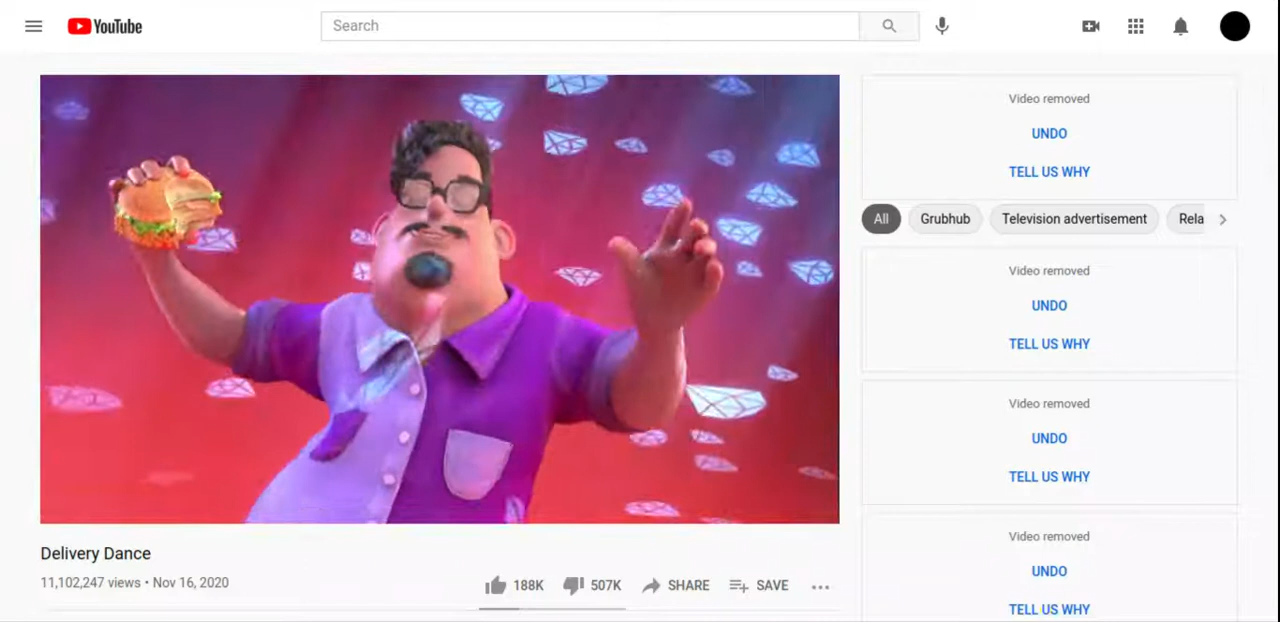 YouTube
Search
Video removed
UNDO
TELL US WHY
All Grubhub Television advertisement Rela
Video removed
UNDO
TELL US WHY
Video removed
UNDO
TELL US WHY
Video removed
UNDO
TELL US WHY
Delivery Dance
11,102,247 views • Nov 16, 2020
188K 507K SHARE SAVE